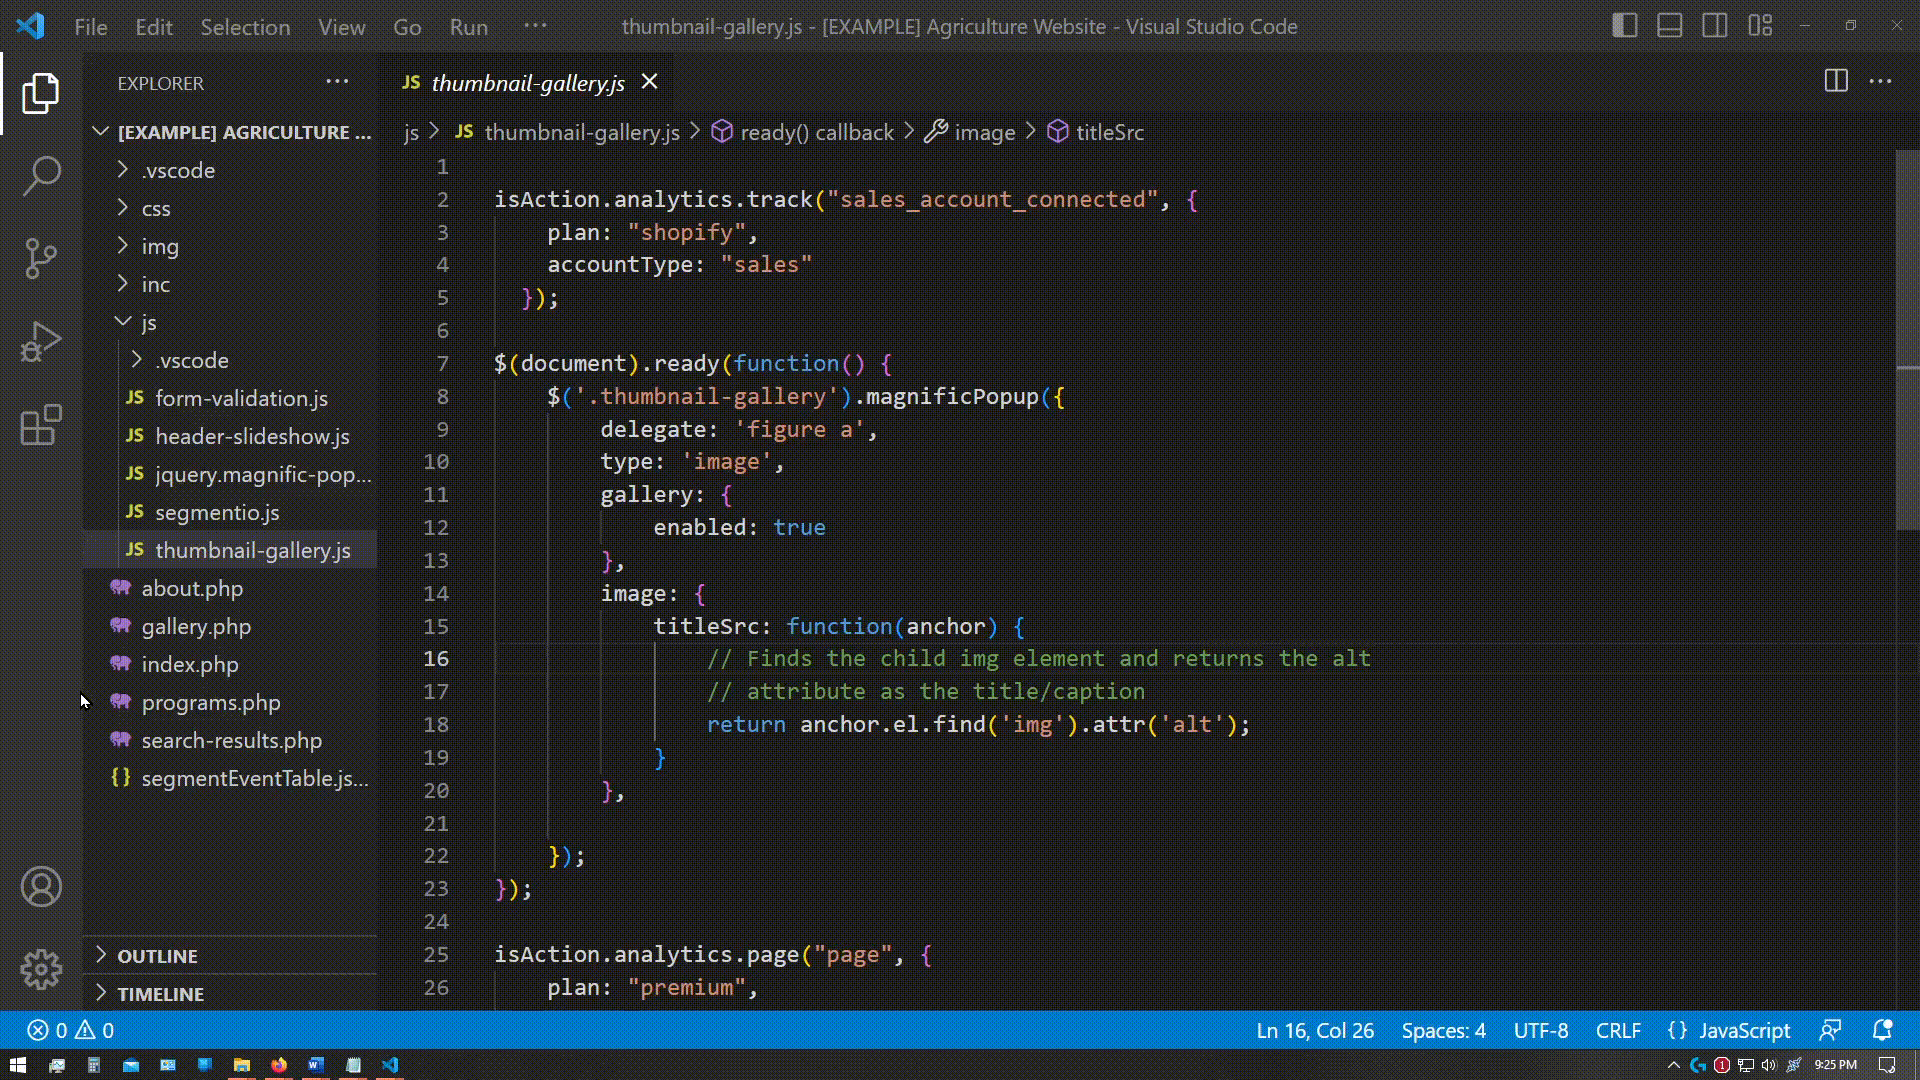 File Edit Selection View Go Run ··· thumbnail-gallery.js - [EXAMPLE] Agriculture Website - Visual Studio Code
EXPLORER ···
[EXAMPLE] AGRICULTURE ...
.vscode
css
img
inc
js
.vscode
JS form-validation.js
JS header-slideshow.js
JS jquery.magnific-pop...
JS segmentio.js
JS thumbnail-gallery.js
about.php
gallery.php
index.php
programs.php
search-results.php
{} segmentEventTable.js...
OUTLINE
TIMELINE
JS thumbnail-gallery.js
js > JS thumbnail-gallery.js > ready() callback > image > titleSrc
1
2 isAction.analytics.track("sales_account_connected", {
3 plan: "shopify",
4 accountType: "sales"
5 });
6
7 $(document).ready(function() {
8 $('.thumbnail-gallery').magnificPopup({
9 delegate: 'figure a',
10 type: 'image',
11 gallery: {
12 enabled: true
13 },
14 image: {
15 titleSrc: function(anchor) {
16 // Finds the child img element and returns the alt
17 // attribute as the title/caption
18 return anchor.el.find('img').attr('alt');
19 }
20 },
21
22 });
23 });
24
25 isAction.analytics.page("page", {
26 plan: "premium",
0 0 Ln 16, Col 26 Spaces: 4 UTF-8 CRLF {} JavaScript
1 9:25 PM